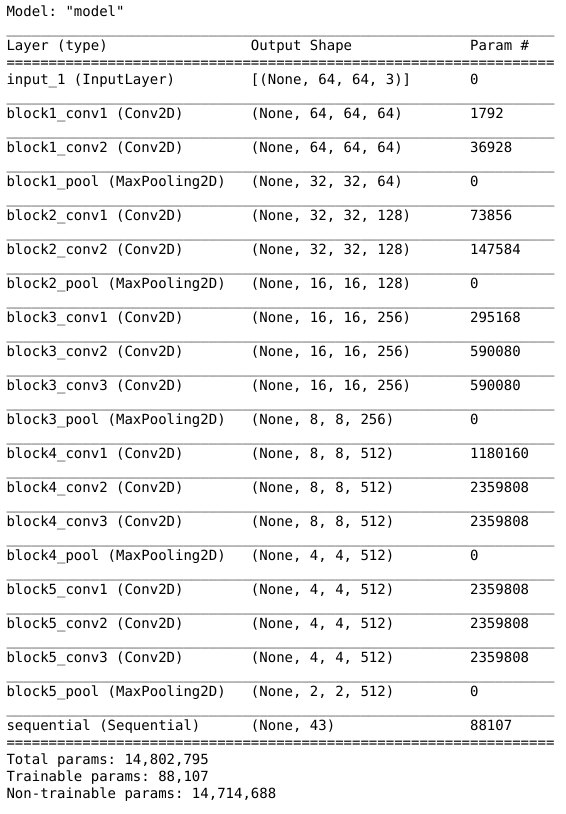 Model: "model"
Layer (type) Output Shape Param #
input_1 (InputLayer) [(None, 64, 64, 3)] 0
block1_conv1 (Conv2D) (None, 64, 64, 64) 1792
block1_conv2 (Conv2D) (None, 64, 64, 64) 36928
block1_pool (MaxPooling2D) (None, 32, 32, 64) 0
block2_conv1 (Conv2D) (None, 32, 32, 128) 73856
block2_conv2 (Conv2D) (None, 32, 32, 128) 147584
block2_pool (MaxPooling2D) (None, 16, 16, 128) 0
block3_conv1 (Conv2D) (None, 16, 16, 256) 295168
block3_conv2 (Conv2D) (None, 16, 16, 256) 590080
block3_conv3 (Conv2D) (None, 16, 16, 256) 590080
block3_pool (MaxPooling2D) (None, 8, 8, 256) 0
block4_conv1 (Conv2D) (None, 8, 8, 512) 1180160
block4_conv2 (Conv2D) (None, 8, 8, 512) 2359808
block4_conv3 (Conv2D) (None, 8, 8, 512) 2359808
block4_pool (MaxPooling2D) (None, 4, 4, 512) 0
block5_conv1 (Conv2D) (None, 4, 4, 512) 2359808
block5_conv2 (Conv2D) (None, 4, 4, 512) 2359808
block5_conv3 (Conv2D) (None, 4, 4, 512) 2359808
block5_pool (MaxPooling2D) (None, 2, 2, 512) 0
sequential (Sequential) (None, 43) 88107
Total params: 14,802,795
Trainable params: 88,107
Non-trainable params: 14,714,688